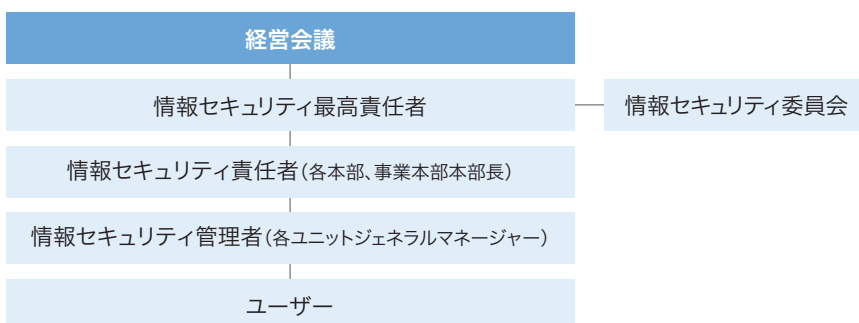 経営会議
情報セキュリティ最高責任者
情報セキュリティ委員会
情報セキュリティ責任者（各本部、事業本部本部長）
情報セキュリティ管理者（各ユニットジェネラルマネージャー）
ユーザー